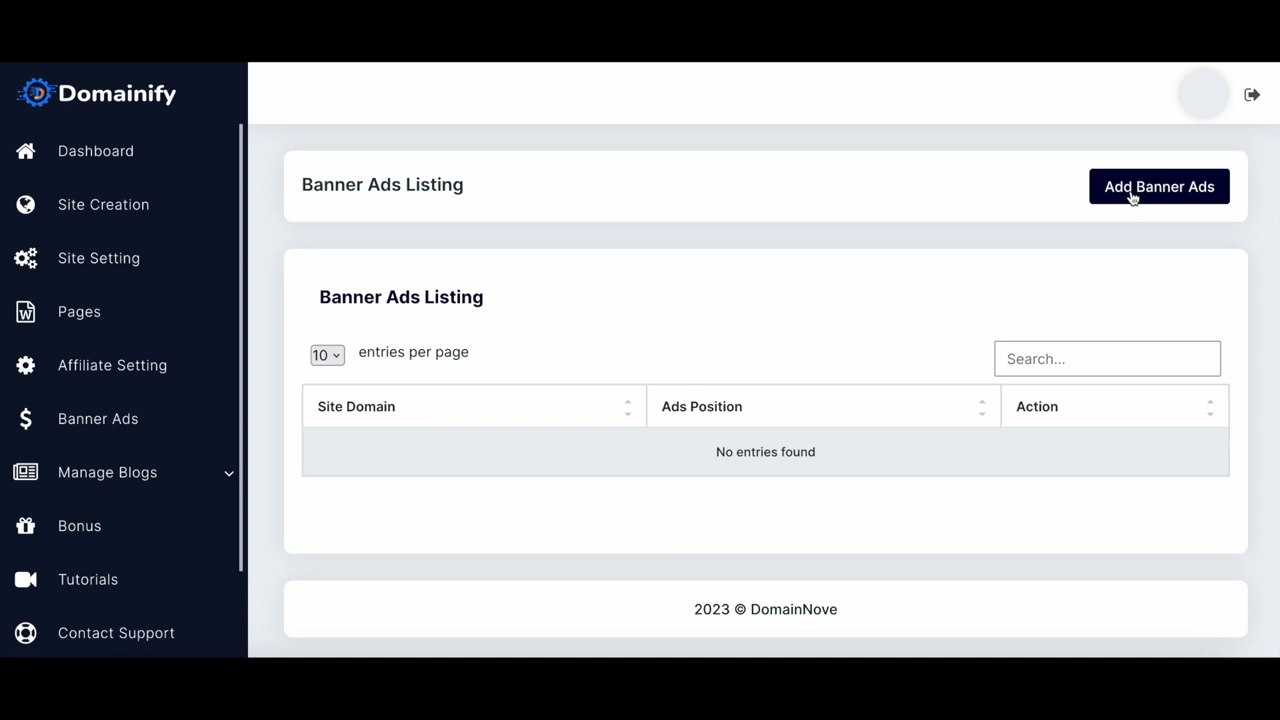 Domainify
Dashboard
Site Creation
Site Setting
Pages
Affiliate Setting
Banner Ads
Manage Blogs
Bonus
Tutorials
Contact Support
Banner Ads Listing
Add Banner Ads
Banner Ads Listing
10 entries per page
Search...
Site Domain Ads Position Action
No entries found
2023 © DomainNove